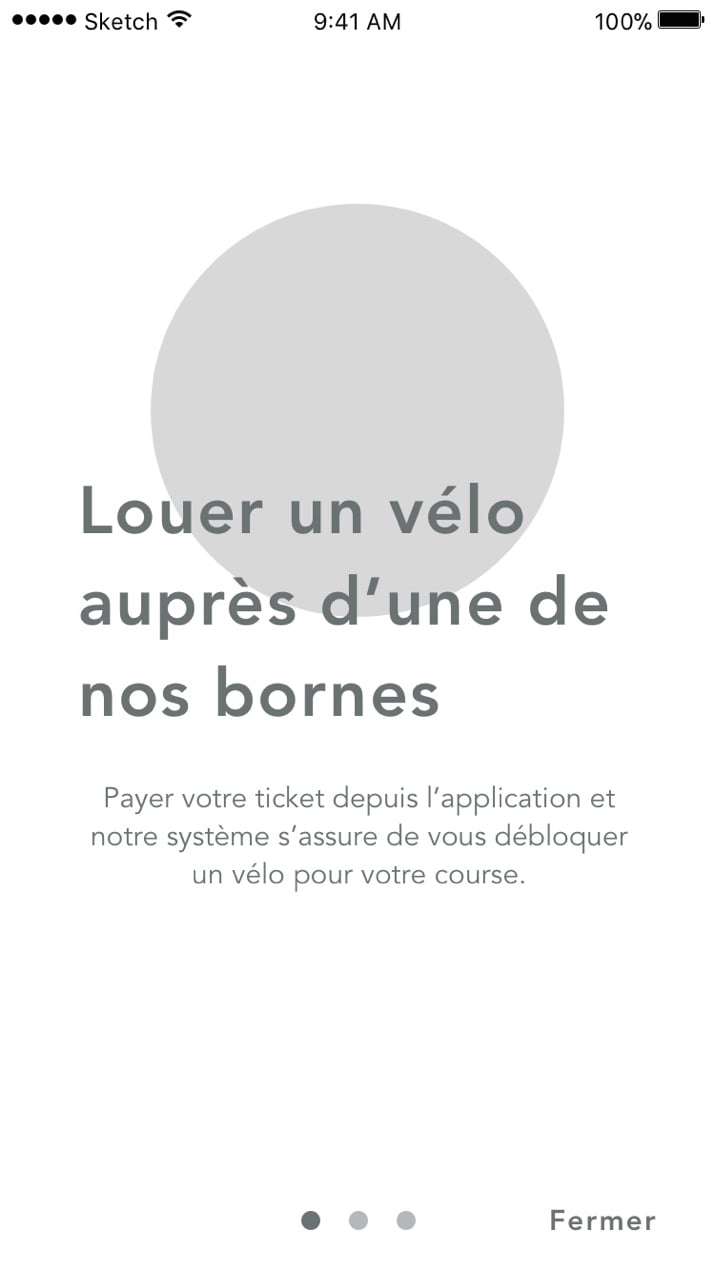 Sketch 9:41 AM 100%
Louer un vélo
auprès d’une de
nos bornes
Payer votre ticket depuis l’application et
notre système s’assure de vous débloquer
un vélo pour votre course.
Fermer